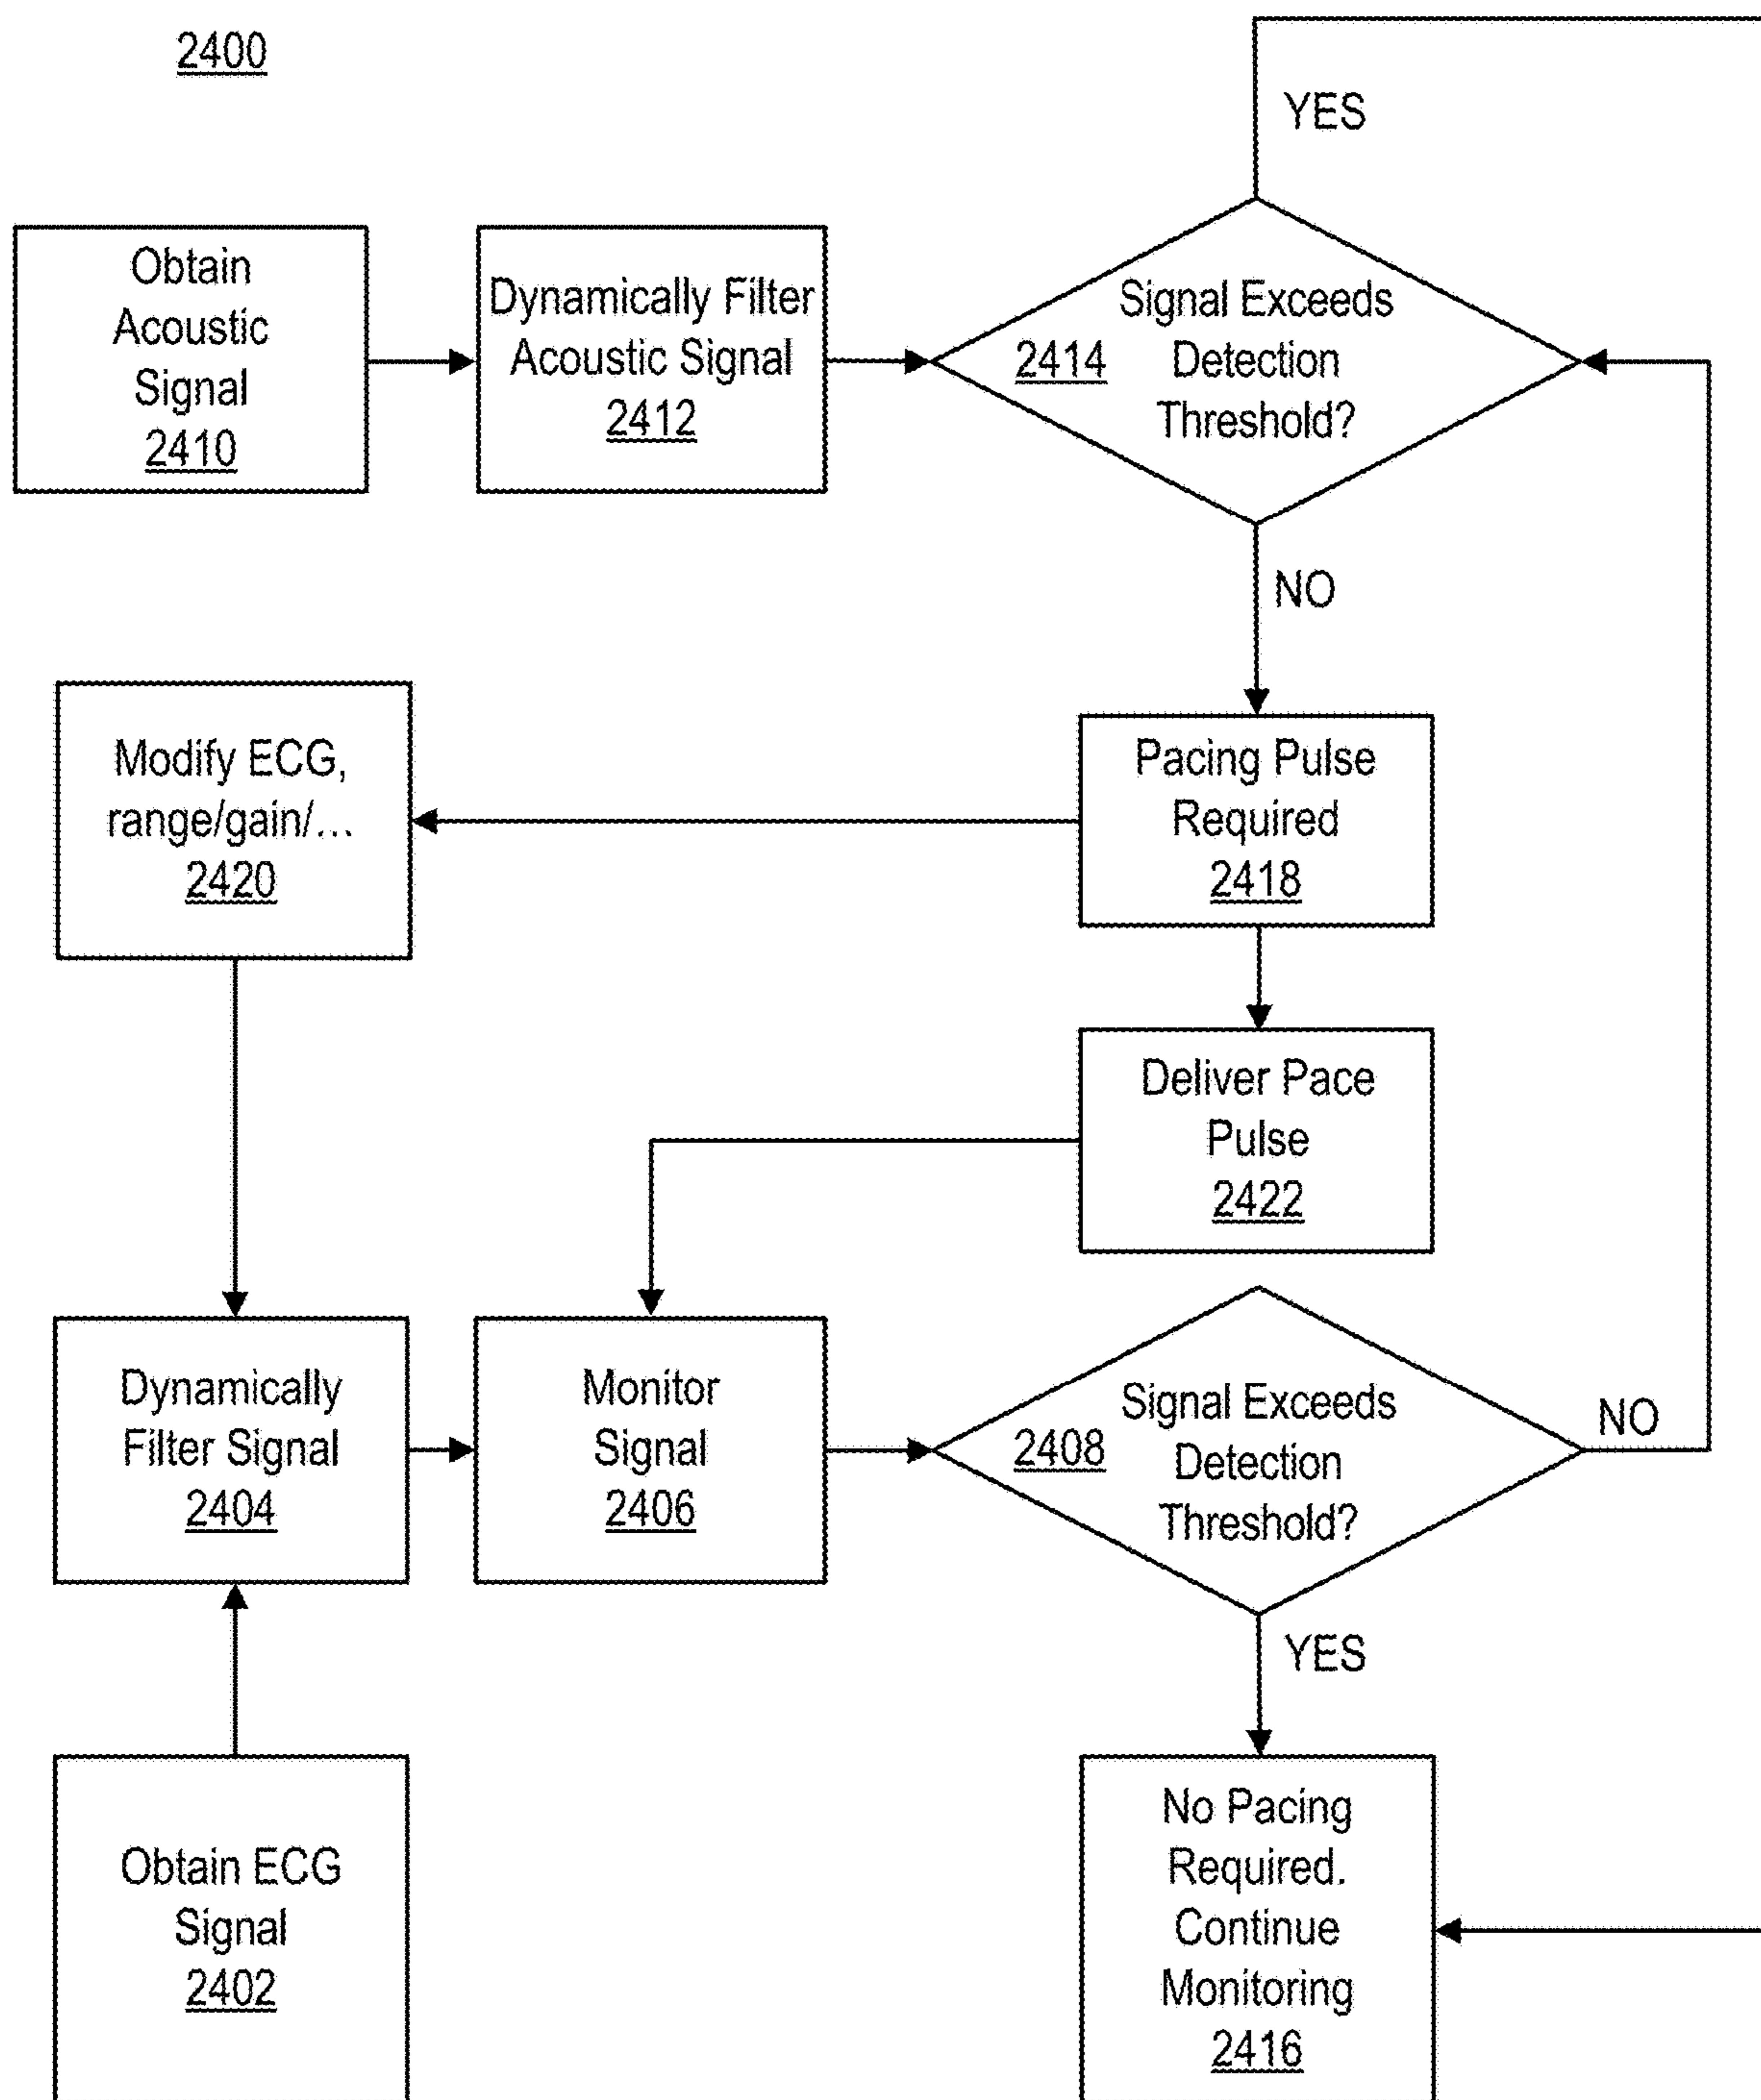 2400
YES
Obtain
Acoustic
Signal
2410
Dynamically Filter
Acoustic Signal
2412
Signal Exceeds
2414 Detection
Threshold?
NO
Modify ECG,
range/gain/...
2420
Pacing Pulse
Required
2418
Deliver Pace
Pulse
2422
Dynamically
Filter Signal
2404
Monitor
Signal
2406
Signal Exceeds
2408 Detection
Threshold?
NO
YES
Obtain ECG
Signal
2402
No Pacing
Required.
Continue
Monitoring
2416